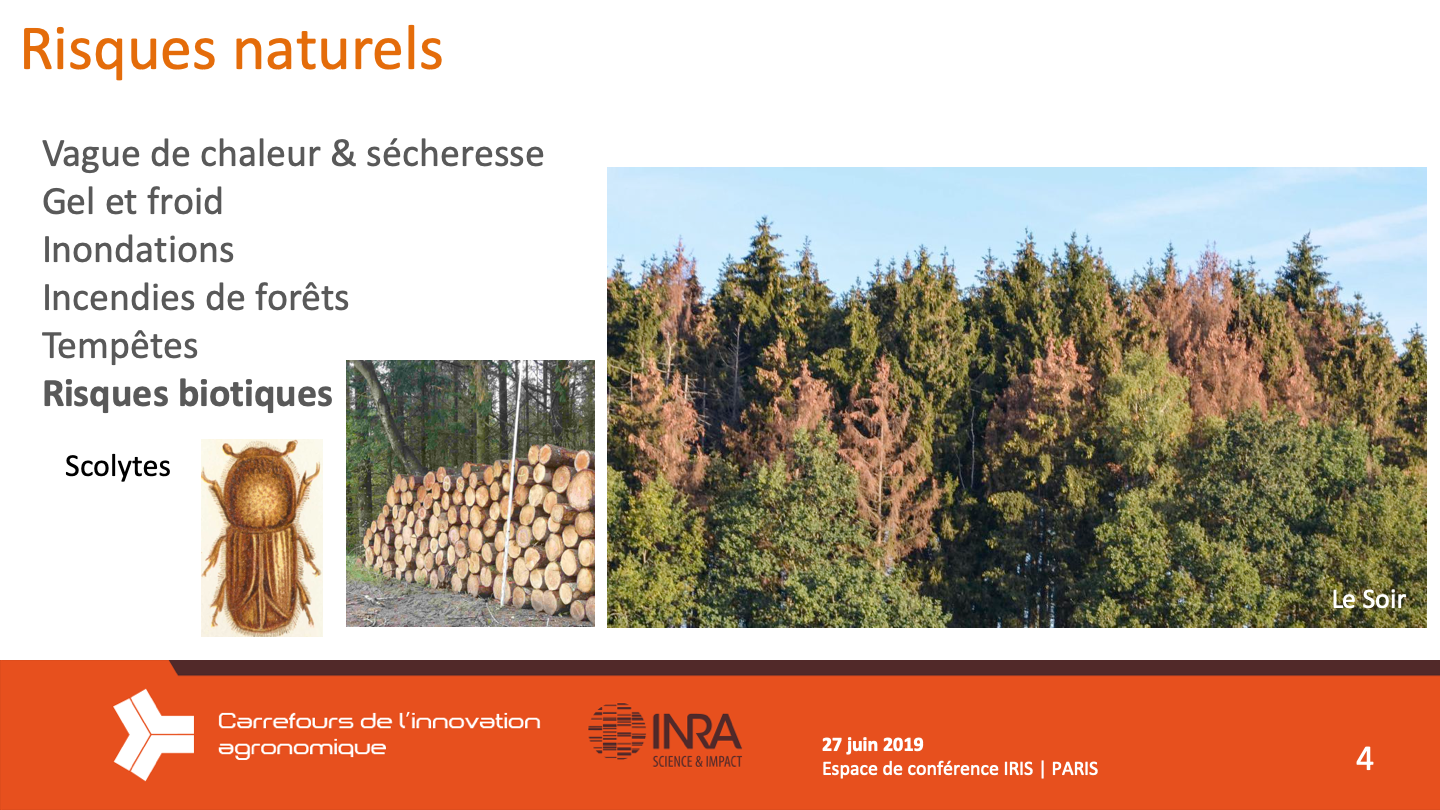 Risques naturels
Vague de chaleur & sécheresse
Gel et froid
Inondations
Incendies de forêts
Tempêtes
Risques biotiques
Scolytes
Le Soir
Carrefours de l'innovation
agronomique
INRA
SCIENCE & IMPACT
27 juin 2019
Espace de conférence IRIS | PARIS
4